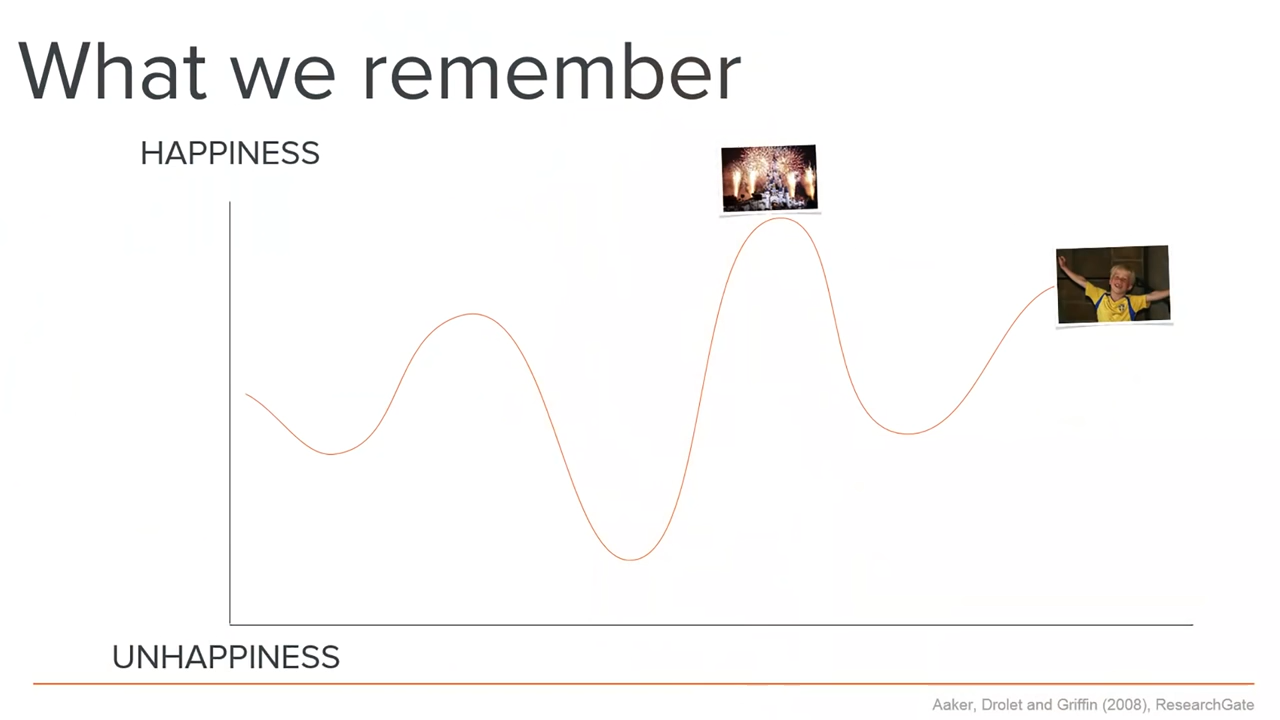 What we remember
HAPPINESS
UNHAPPINESS
Aaker, Drolet and Griffin (2008), ResearchGate